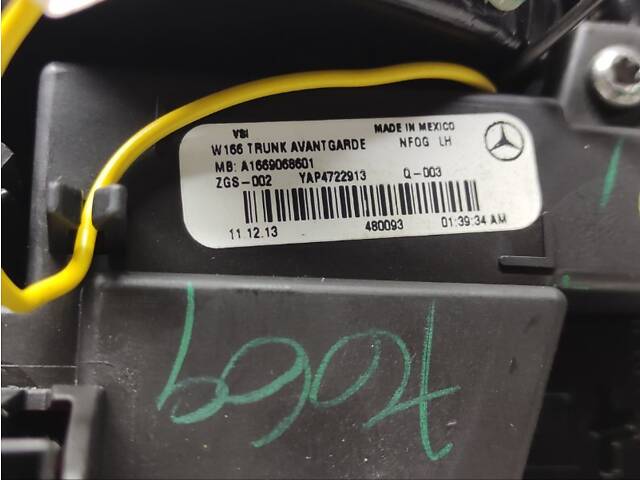 VSI MADE IN MEXICO
W166 TRUNK AVANTGARDE NFOG LH
MB: A1669068601
ZGS-002 YAP4722913 Q-003
11.12.13 480093 01:39:34 AM
7069